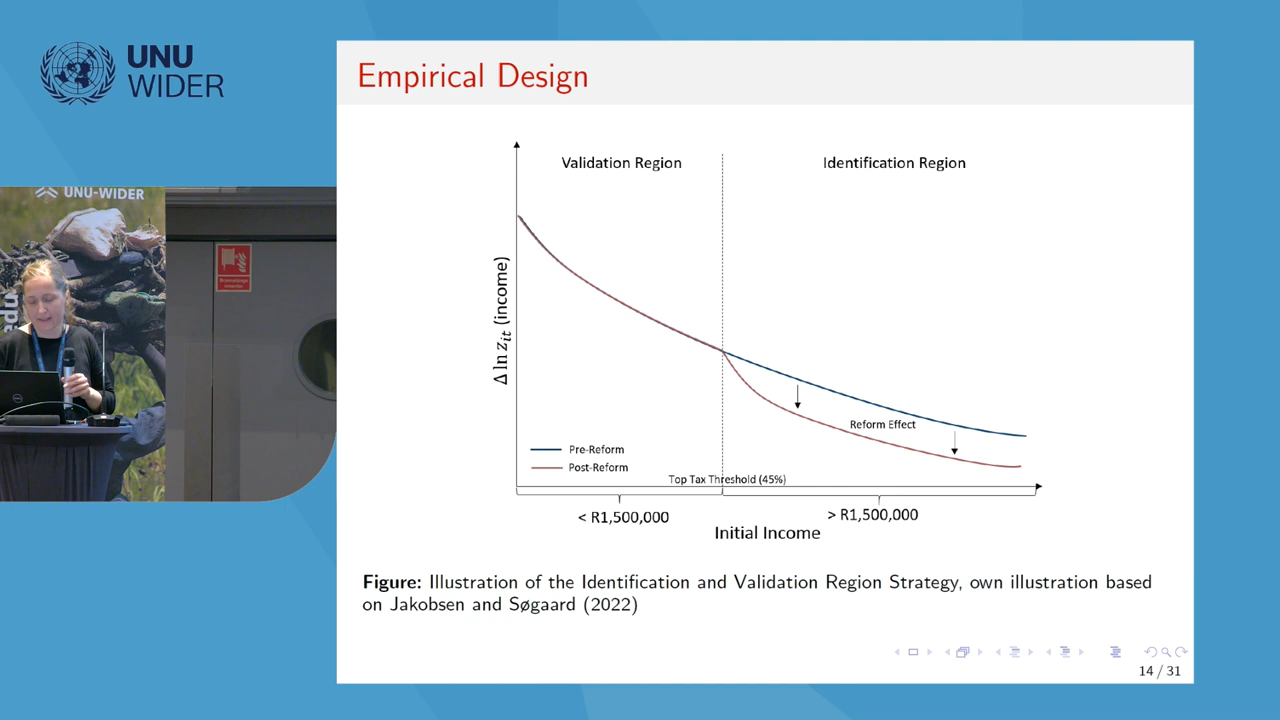 UNU
WIDER
UNU-WIDER
Empirical Design
Validation Region
Identification Region
Δ ln zit (income)
Reform Effect
Pre-Reform
Post-Reform
Top Tax Threshold (45%)
< R1,500,000
> R1,500,000
Initial Income
Figure: Illustration of the Identification and Validation Region Strategy, own illustration based
on Jakobsen and Søgaard (2022)
14 / 31